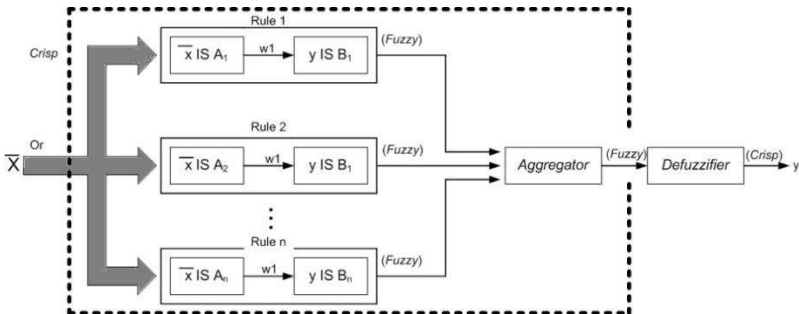 Rule 1
Crisp
x IS A1
w1
y IS B1
(Fuzzy)
Or
X
Rule 2
x IS A2
w1
y IS B1
(Fuzzy)
Aggregator
(Fuzzy)
Defuzzifier
(Crisp)
y
Rule n
x IS An
w1
y IS Bn
(Fuzzy)